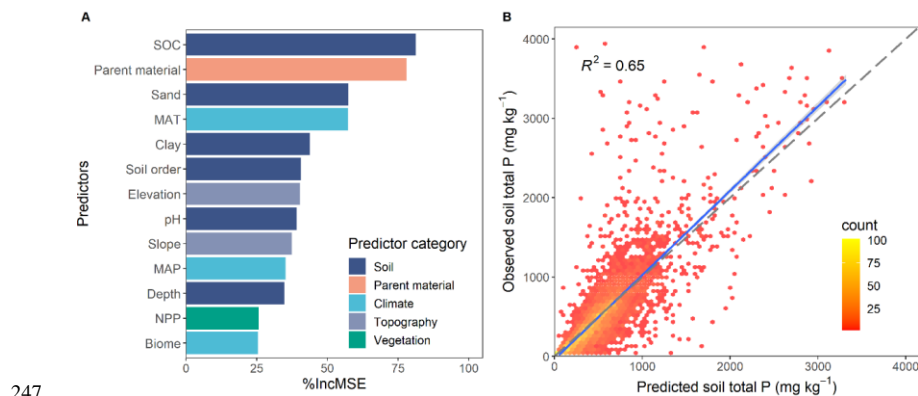 A
SOC
Parent material
Sand
MAT
Clay
Soil order
Elevation
pH
Slope
MAP
Depth
NPP
Biome
Predictors
0
25
50
75
100
%IncMSE
Predictor category
Soil
Parent material
Climate
Topography
Vegetation
B
R² = 0.65
4000
3000
2000
1000
0
Observed soil total P (mg kg⁻¹)
0
1000
2000
3000
4000
Predicted soil total P (mg kg⁻¹)
count
100
75
50
25
247